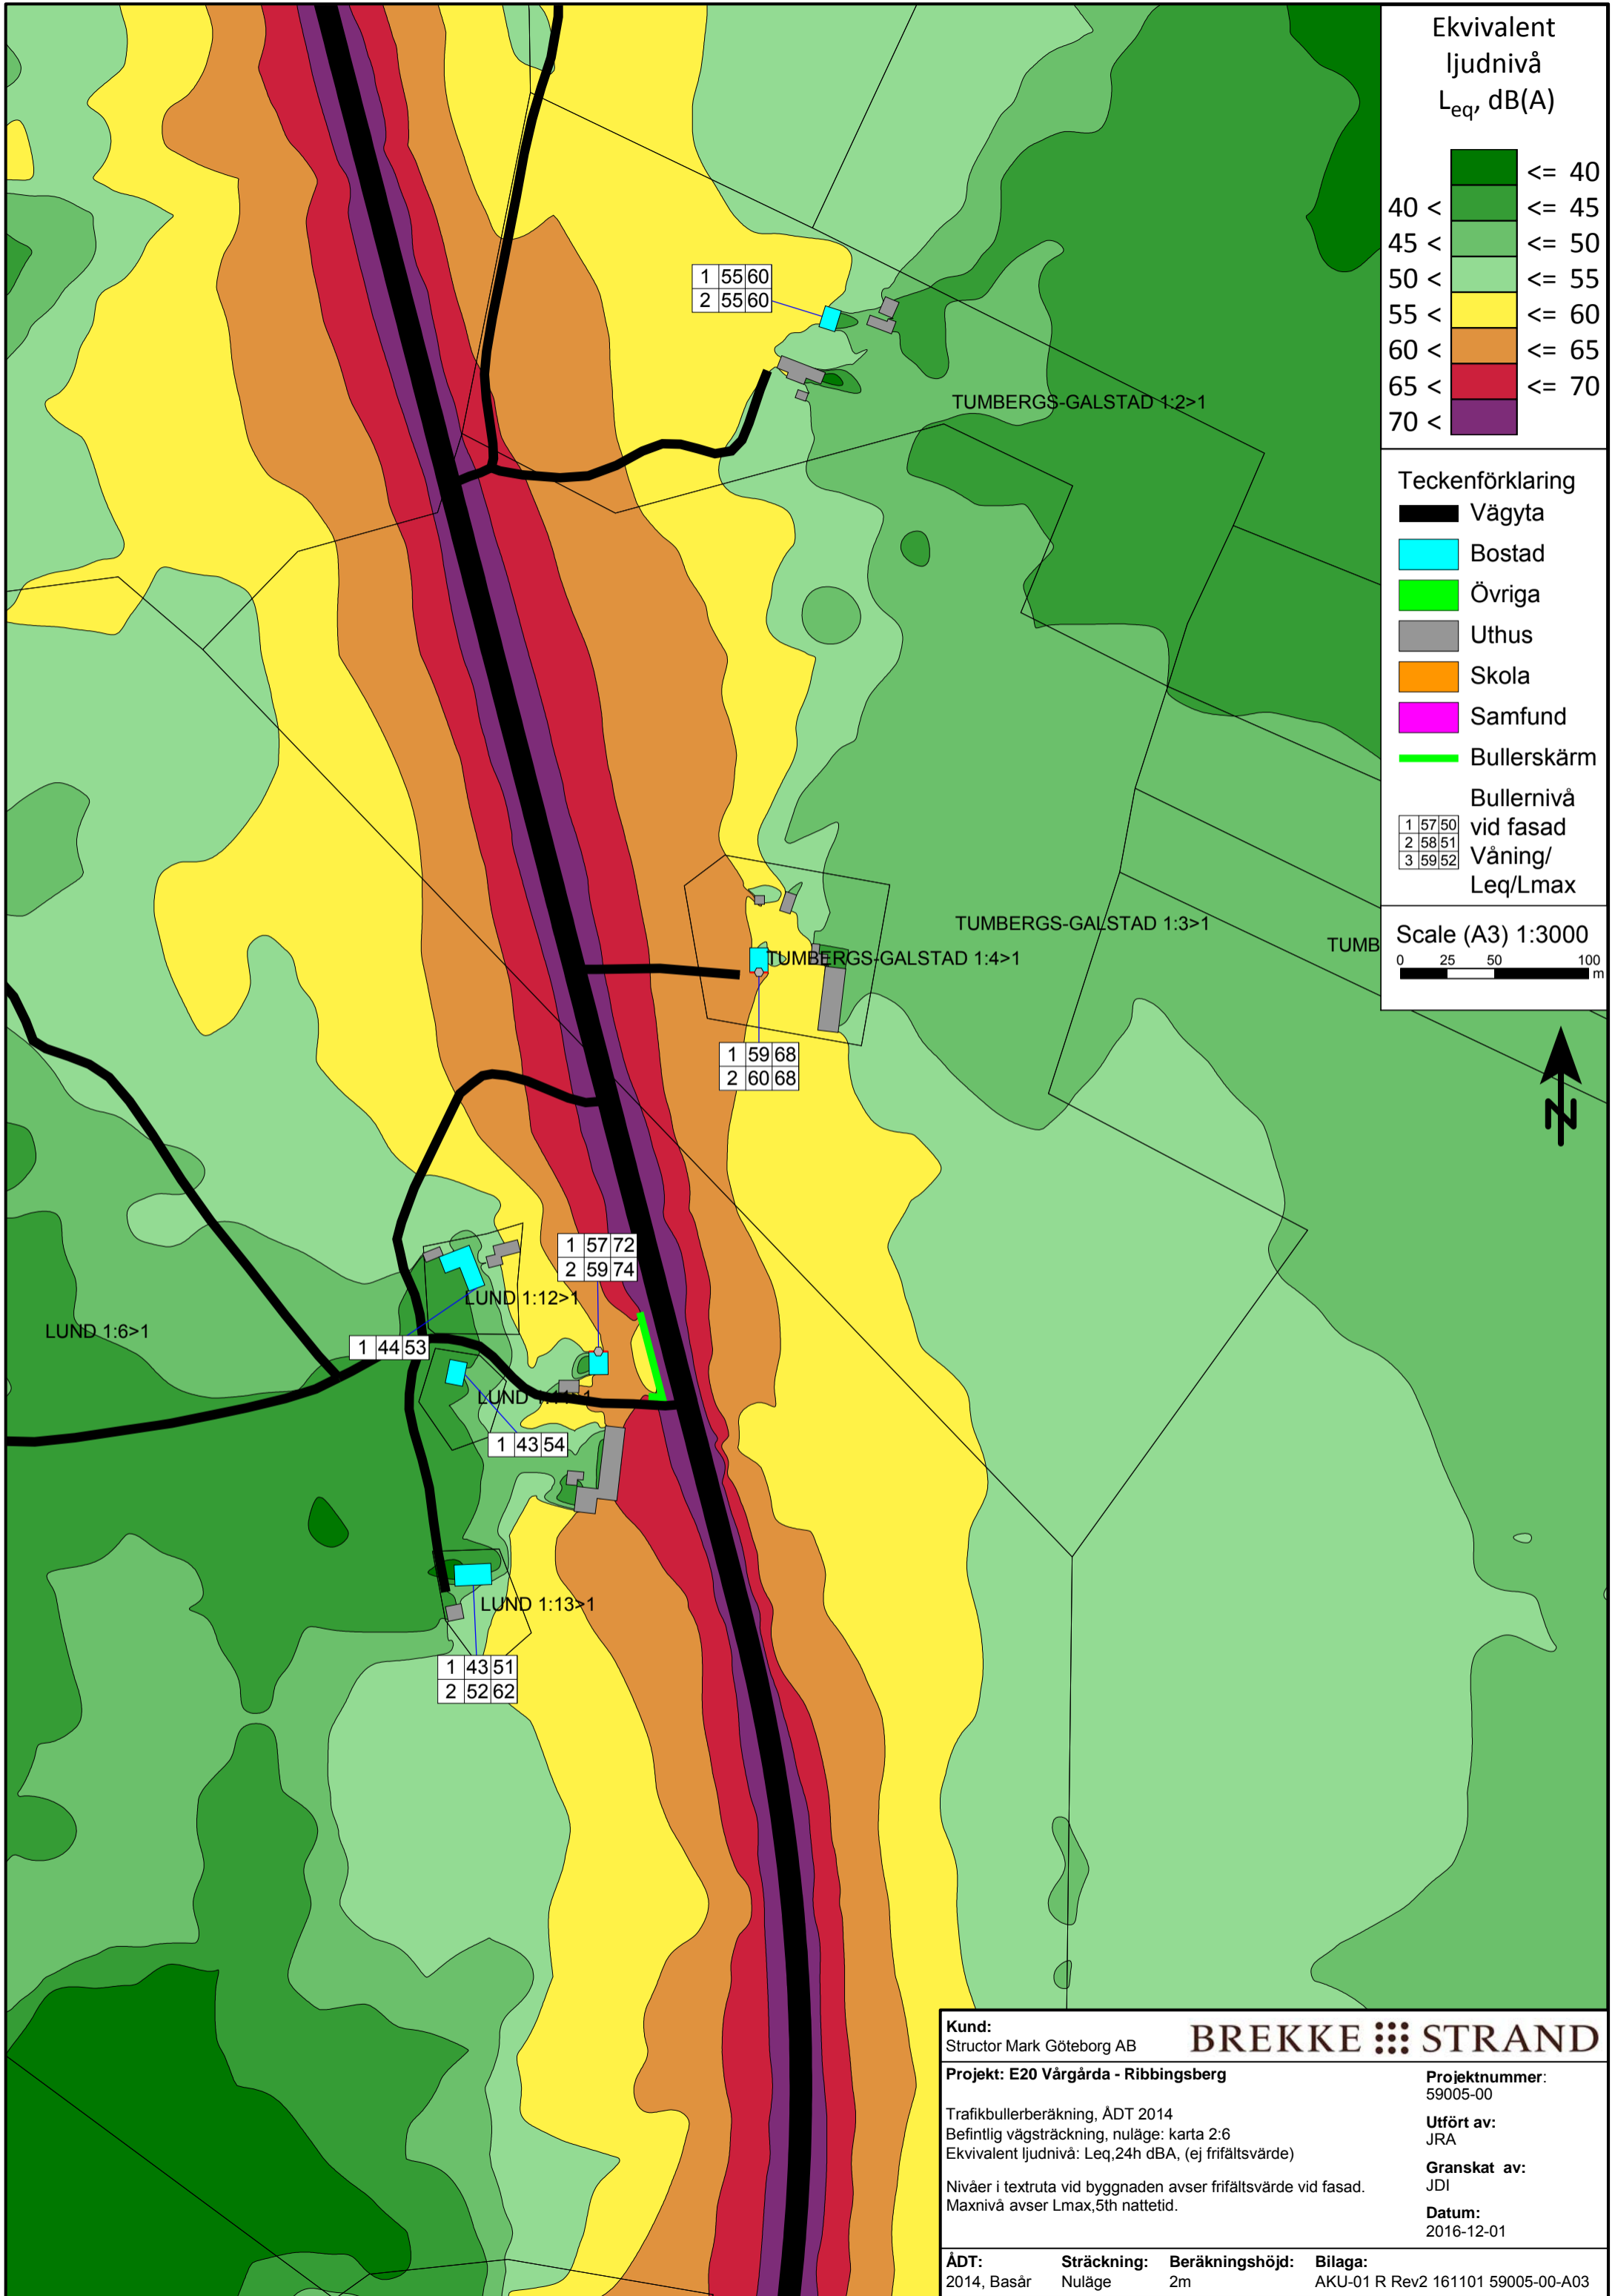 Ekvivalent
ljudnivå
Leq, dB(A)
<= 40
40 < <= 45
45 < <= 50
50 < <= 55
55 < <= 60
60 < <= 65
65 < <= 70
70 <
Teckenförklaring
Vägyta
Bostad
Övriga
Uthus
Skola
Samfund
Bullerskärm
Bullernivå
vid fasad
Våning/
Leq/Lmax
1 57 50
2 58 51
3 59 52
Scale (A3) 1:3000
0 25 50 100
m
N
1 55 60
2 55 60
TUMBERGS-GALSTAD 1:2>1
TUMBERGS-GALSTAD 1:3>1
TUMB
TUMBERGS-GALSTAD 1:4>1
1 59 68
2 60 68
1 57 72
2 59 74
LUND 1:12>1
LUND 1:6>1
1 44 53
LUND 1:14>1
1 43 54
LUND 1:13>1
1 43 51
2 52 62
Kund:
Structor Mark Göteborg AB
BREKKE STRAND
Projekt: E20 Vårgårda - Ribbingsberg
Trafikbullerberäkning, ÅDT 2014
Befintlig vägsträckning, nuläge: karta 2:6
Ekvivalent ljudnivå: Leq,24h dBA, (ej frifältsvärde)
Nivåer i textruta vid byggnaden avser frifältsvärde vid fasad.
Maxnivå avser Lmax,5th nattetid.
Projektnummer:
59005-00
Utfört av:
JRA
Granskat av:
JDI
Datum:
2016-12-01
ÅDT: Sträckning: Beräkningshöjd: Bilaga:
2014, Basår Nuläge 2m AKU-01 R Rev2 161101 59005-00-A03